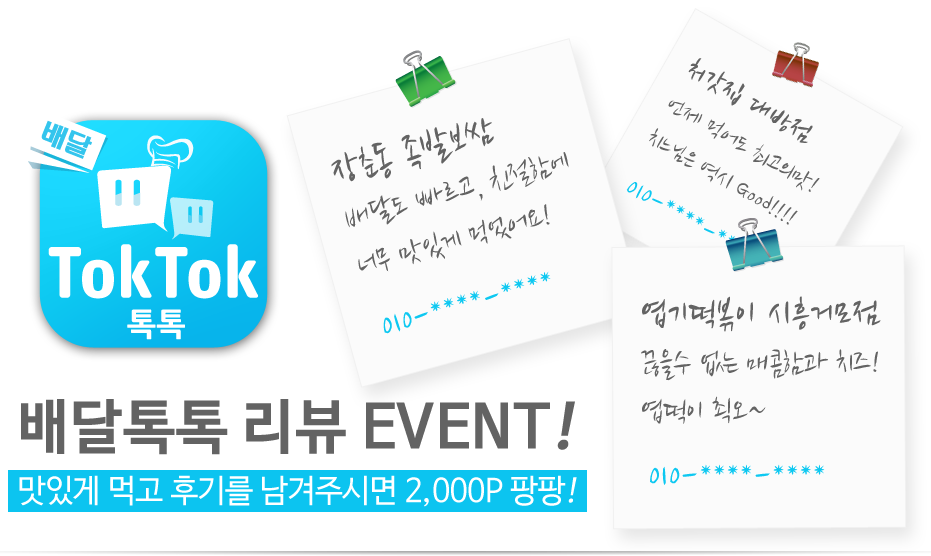 배달
TokTok
톡톡
배달톡톡 리뷰 EVENT!
맛있게 먹고 후기를 남겨주시면 2,000P 팡팡!
장춘동 족발보쌈
배달도 빠르고, 친절함에
너무 맛있게 먹었어요!
010-****-****
처갓집 대방점
언제 먹어도 최고의맛!
치느님은 역시 Good!!!!
010-****-**
엽기떡볶이 시흥거모점
끊을수 없는 매콤함과 치즈!
엽떡이 최오~
010-****-****